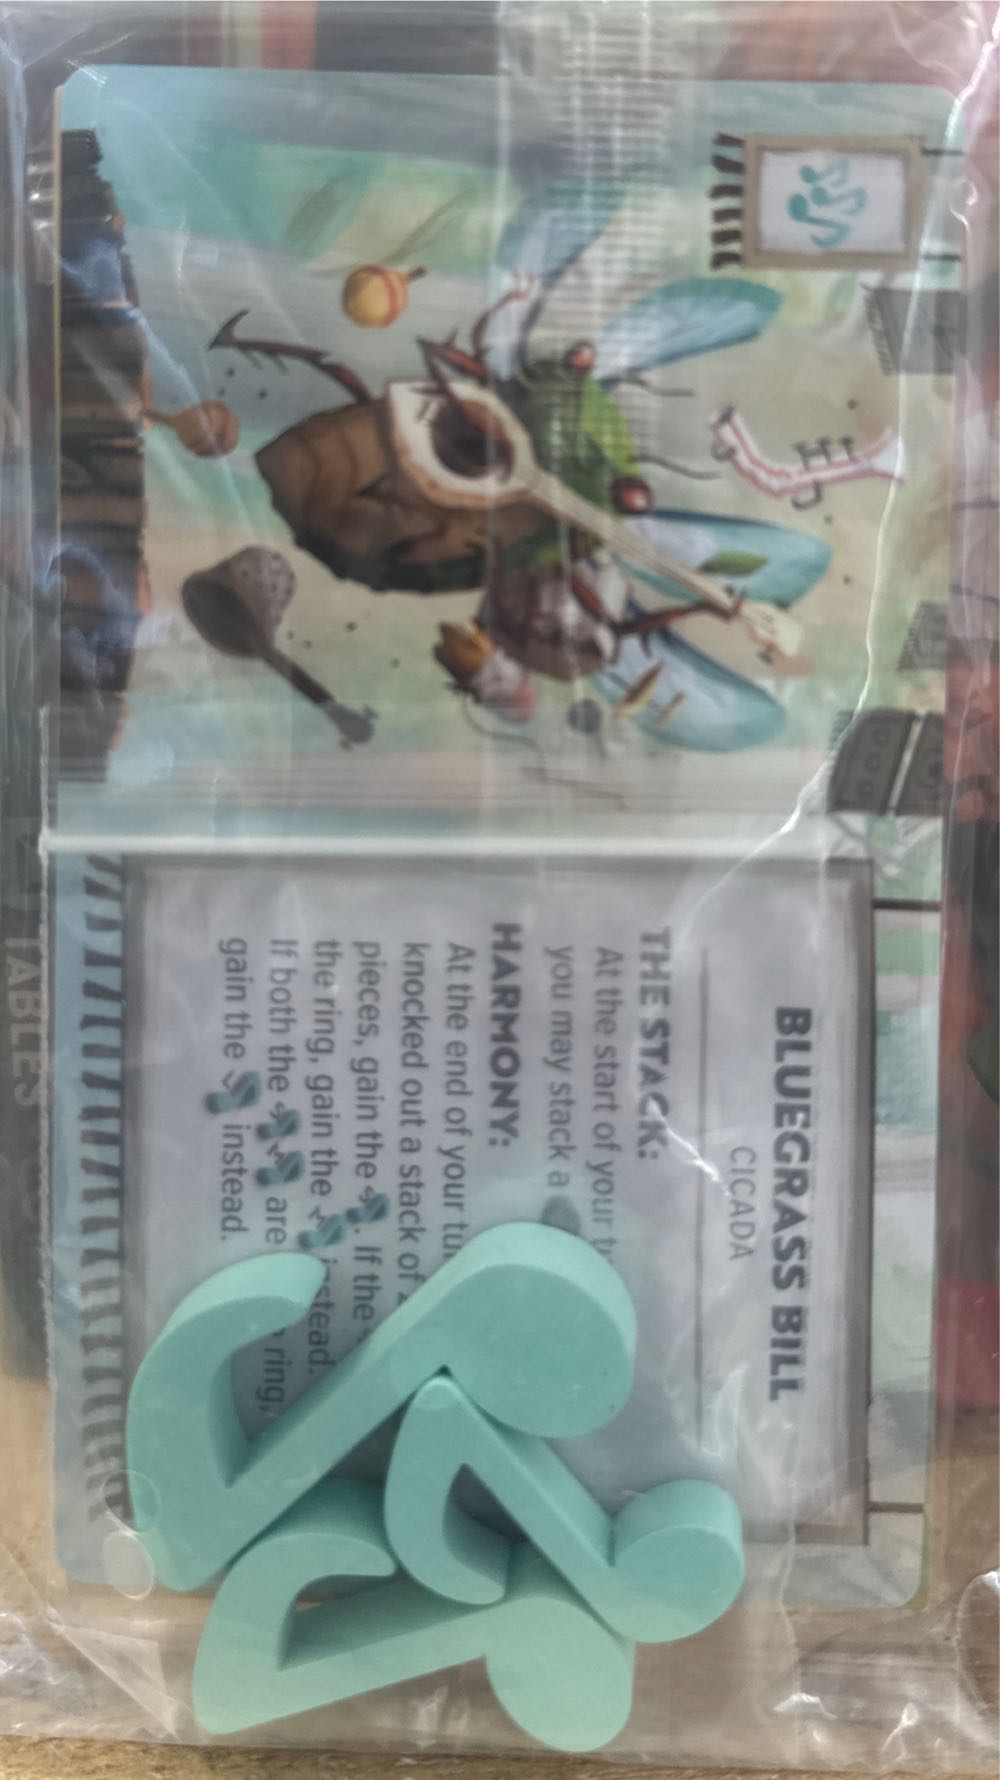 BLUEGRASS BILL
CICADA
THE STACK:
At the start of your
you may stack a
HARMONY:
At the end of your
knocked out a stack of
pieces, gain the . If the
the ring, gain the instead.
If both the are ring,
gain the instead.
TABLES